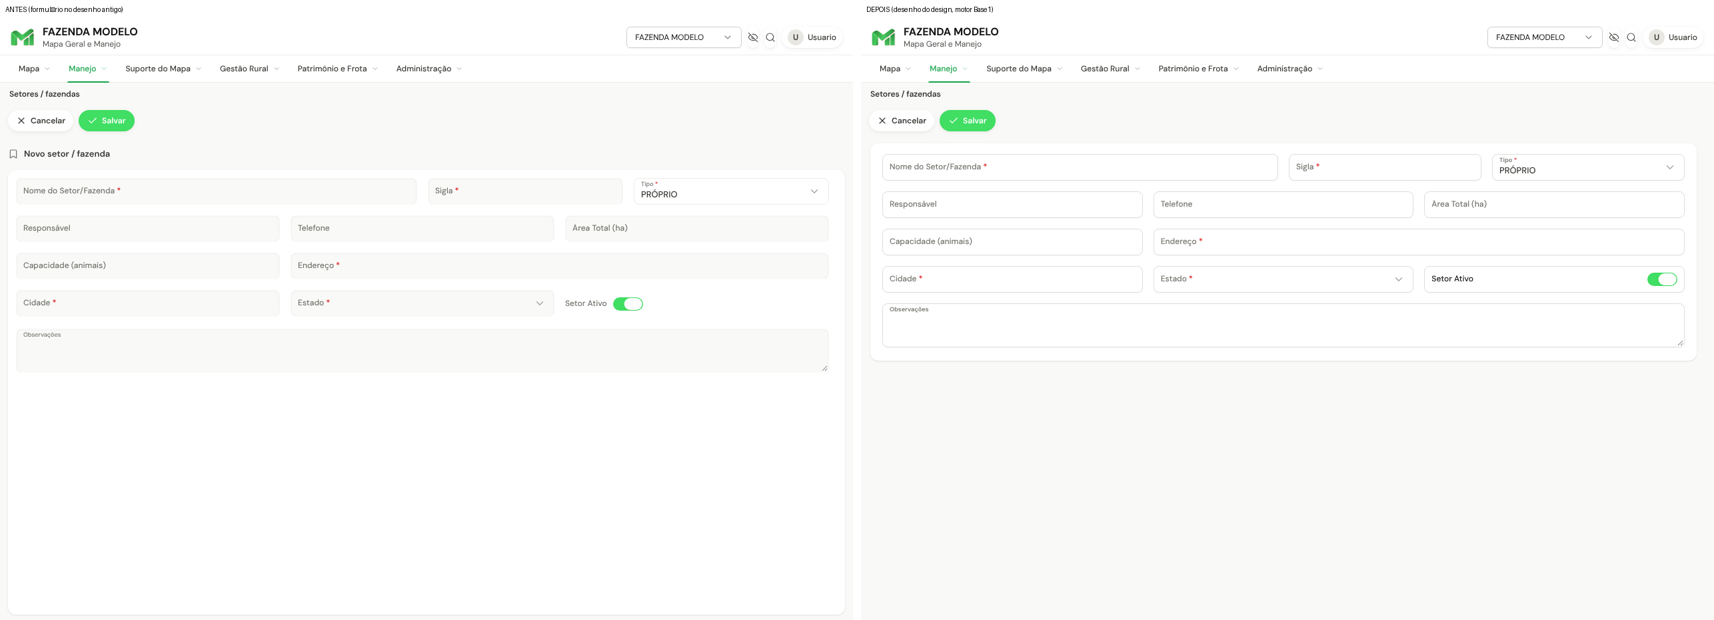 ANTES (formulário no desenho antigo)
FAZENDA MODELO
Mapa Geral e Manejo
FAZENDA MODELO
U Usuario
Mapa Manejo Suporte do Mapa Gestão Rural Patrimônio e Frota Administração
Setores / fazendas
Cancelar Salvar
Novo setor / fazenda
Nome do Setor/Fazenda *
Sigla *
Tipo *
PRÓPRIO
Responsável
Telefone
Área Total (ha)
Capacidade (animais)
Endereço *
Cidade *
Estado *
Setor Ativo
Observações
DEPOIS (desenho do design, motor Base1)
FAZENDA MODELO
Mapa Geral e Manejo
FAZENDA MODELO
U Usuario
Mapa Manejo Suporte do Mapa Gestão Rural Patrimônio e Frota Administração
Setores / fazendas
Cancelar Salvar
Nome do Setor/Fazenda *
Sigla *
Tipo *
PRÓPRIO
Responsável
Telefone
Área Total (ha)
Capacidade (animais)
Endereço *
Cidade *
Estado *
Setor Ativo
Observações